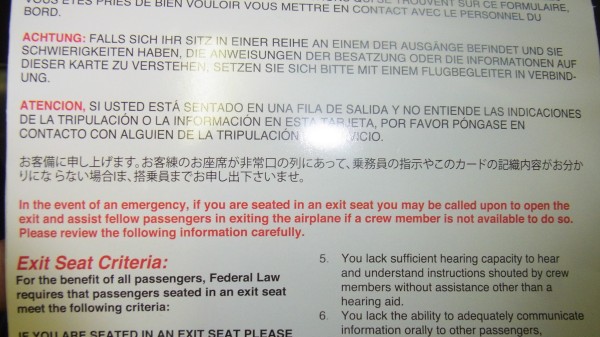 SE TROUVENT SUR CE FORMULAIRE,
VOUS ETES PRIES DE BIEN VOULOIR VOUS METTRE EN CONTACT AVEC LE PERSONNEL DU
BORD.
ACHTUNG: FALLS SICH IHR SITZ IN EINER REIHE AN EINEM DER AUSGÄNGE BEFINDET UND SIE
SCHWIERIGKEITEN HABEN, DIE ANWEISUNGEN DER BESATZUNG ODER DIE INFORMATIONEN AUF
DIESER KARTE ZU VERSTEHEN, SETZEN SIE SICH BITTE MIT EINEM FLUGBEGLEITER IN VERBIND-
UNG.
ATENCION, SI USTED ESTÁ SENTADO EN UNA FILA DE SALIDA Y NO ENTIENDE LAS INDICACIONES
DE LA TRIPULACIÓN O LA INFORMACIÓN EN ESTA TARJETA, POR FAVOR PÓNGASE EN
CONTACTO CON ALGUIEN DE LA TRIPULACIÓN
お客備に申し上げます。お客練のお座席が非常口の列にあって、乗務員の指示やこのカードの記織内容がお分か
りにな らない場合ほ、搭乗員までお申し出下さいませ。
In the event of an emergency, if you are seated in an exit seat you may be called upon to open the
exit and assist fellow passengers in exiting the airplane if a crew member is not available to do so.
Please review the following information carefully.
Exit Seat Criteria:
For the benefit of all passengers, Federal Law
requires that passengers seated in an exit seat
meet the following criteria:
IF YOU ARE SEATED IN AN EXIT SEAT PLEASE
5. You lack sufficient hearing capacity to hear
and understand instructions shouted by crew
members without assistance other than a
hearing aid.
6. You lack the ability to adequately communicate
information orally to other passengers,